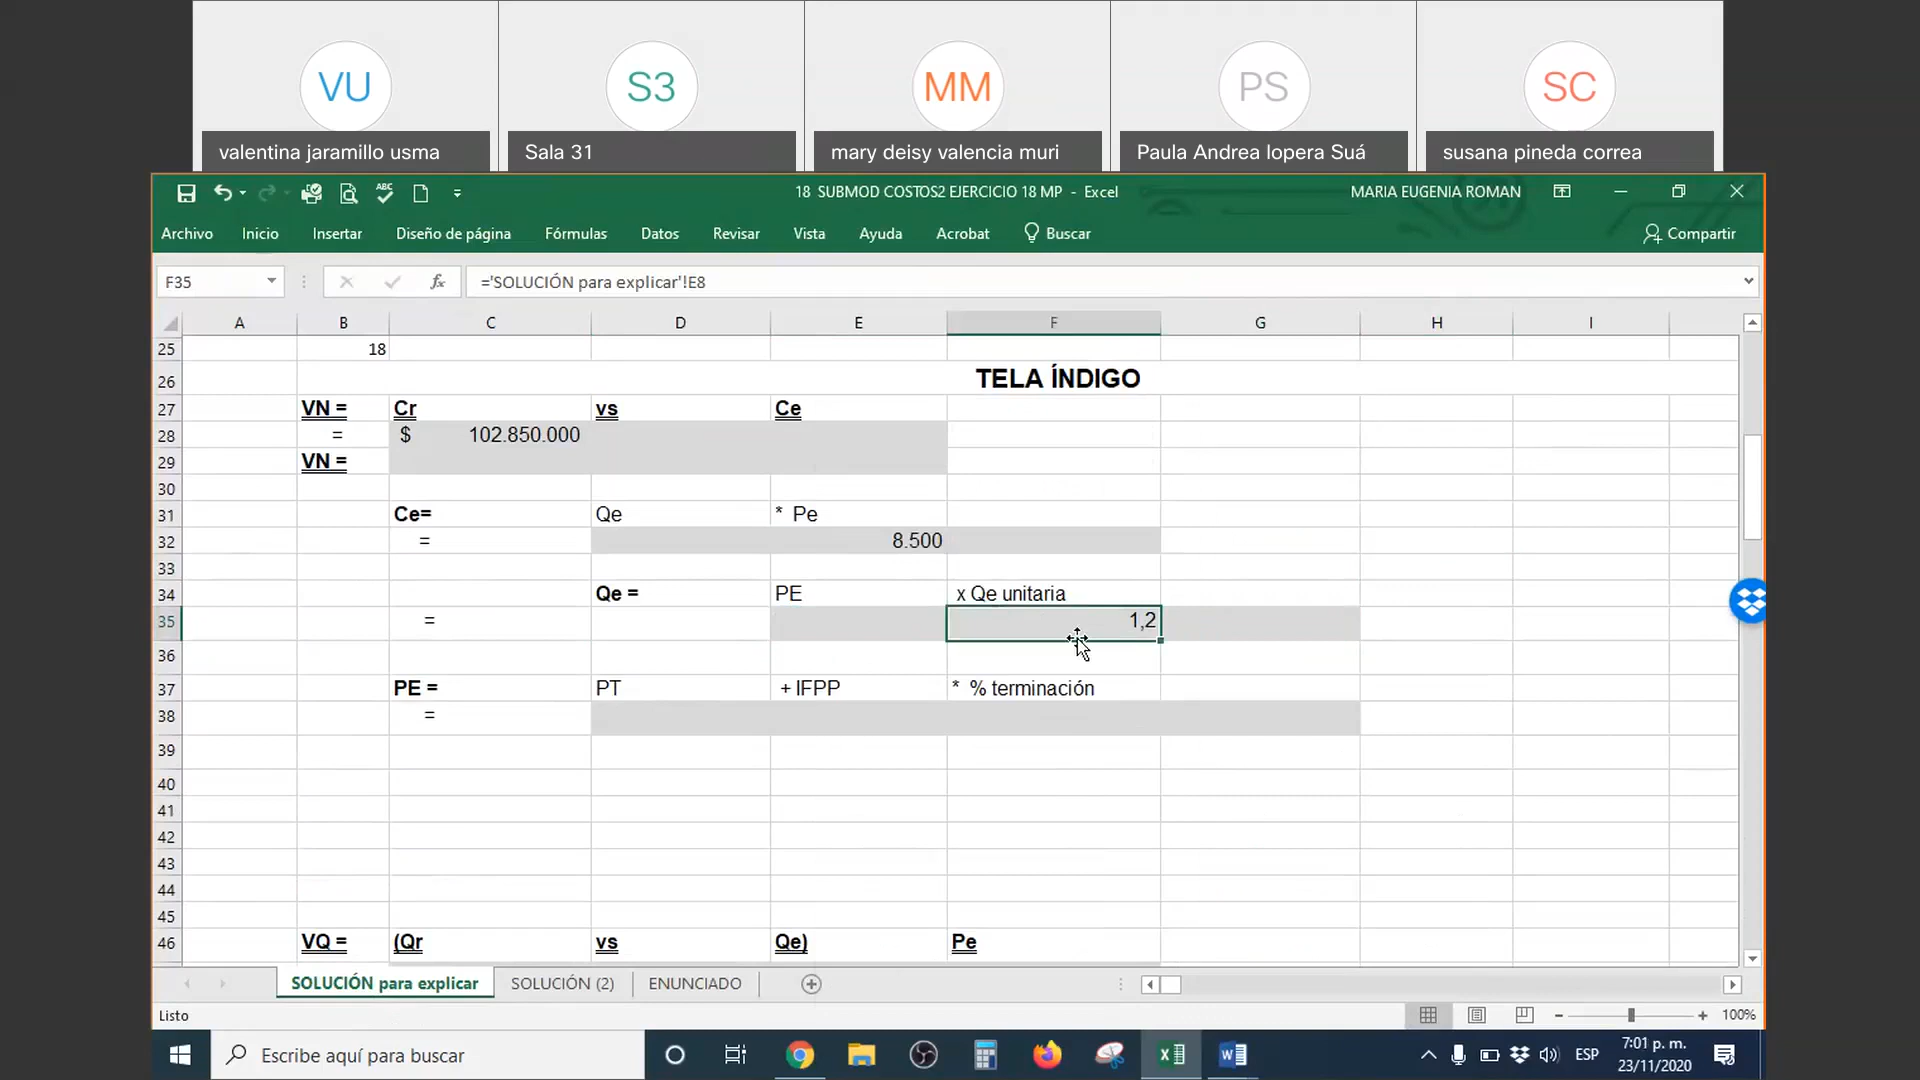 VU
S3
MM
PS
SC
valentina jaramillo usma
Sala 31
mary deisy valencia muri
Paula Andrea lopera Suá
susana pineda correa
ABC
18 SUBMOD COSTOS2 EJERCICIO 18 MP - Excel
MARIA EUGENIA ROMAN
Archivo Inicio Insertar Diseño de página Fórmulas Datos Revisar Vista Ayuda Acrobat Buscar Compartir
F35 fx ='SOLUCIÓN para explicar'!E8
A B C D E F G H I
25 18
26 TELA ÍNDIGO
27 VN = Cr vs Ce
28 = $ 102.850.000
29 VN =
30
31 Ce= Qe * Pe
32 = 8.500
33
34 Qe = PE x Qe unitaria
35 = 1,2
36
37 PE = PT + IFPP * % terminación
38 =
39
40
41
42
43
44
45
46 VQ = (Qr vs Qe) Pe
SOLUCIÓN para explicar SOLUCIÓN (2) ENUNCIADO
Listo
100%
Escribe aquí para buscar
ESP
7:01 p. m.
23/11/2020